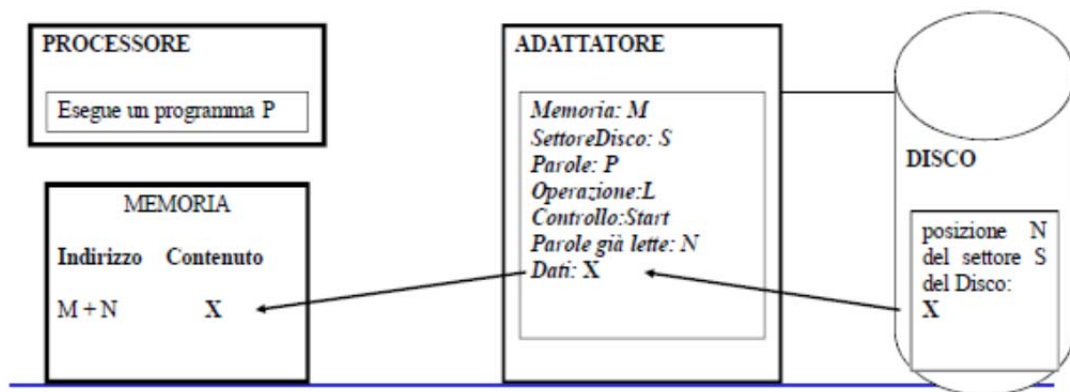 PROCESSORE
Esegue un programma P
MEMORIA
Indirizzo Contenuto
M + N X
ADATTATORE
Memoria: M
SettoreDisco: S
Parole: P
Operazione:L
Controllo:Start
Parole già lette: N
Dati: X
DISCO
posizione N
del settore S
del Disco:
X